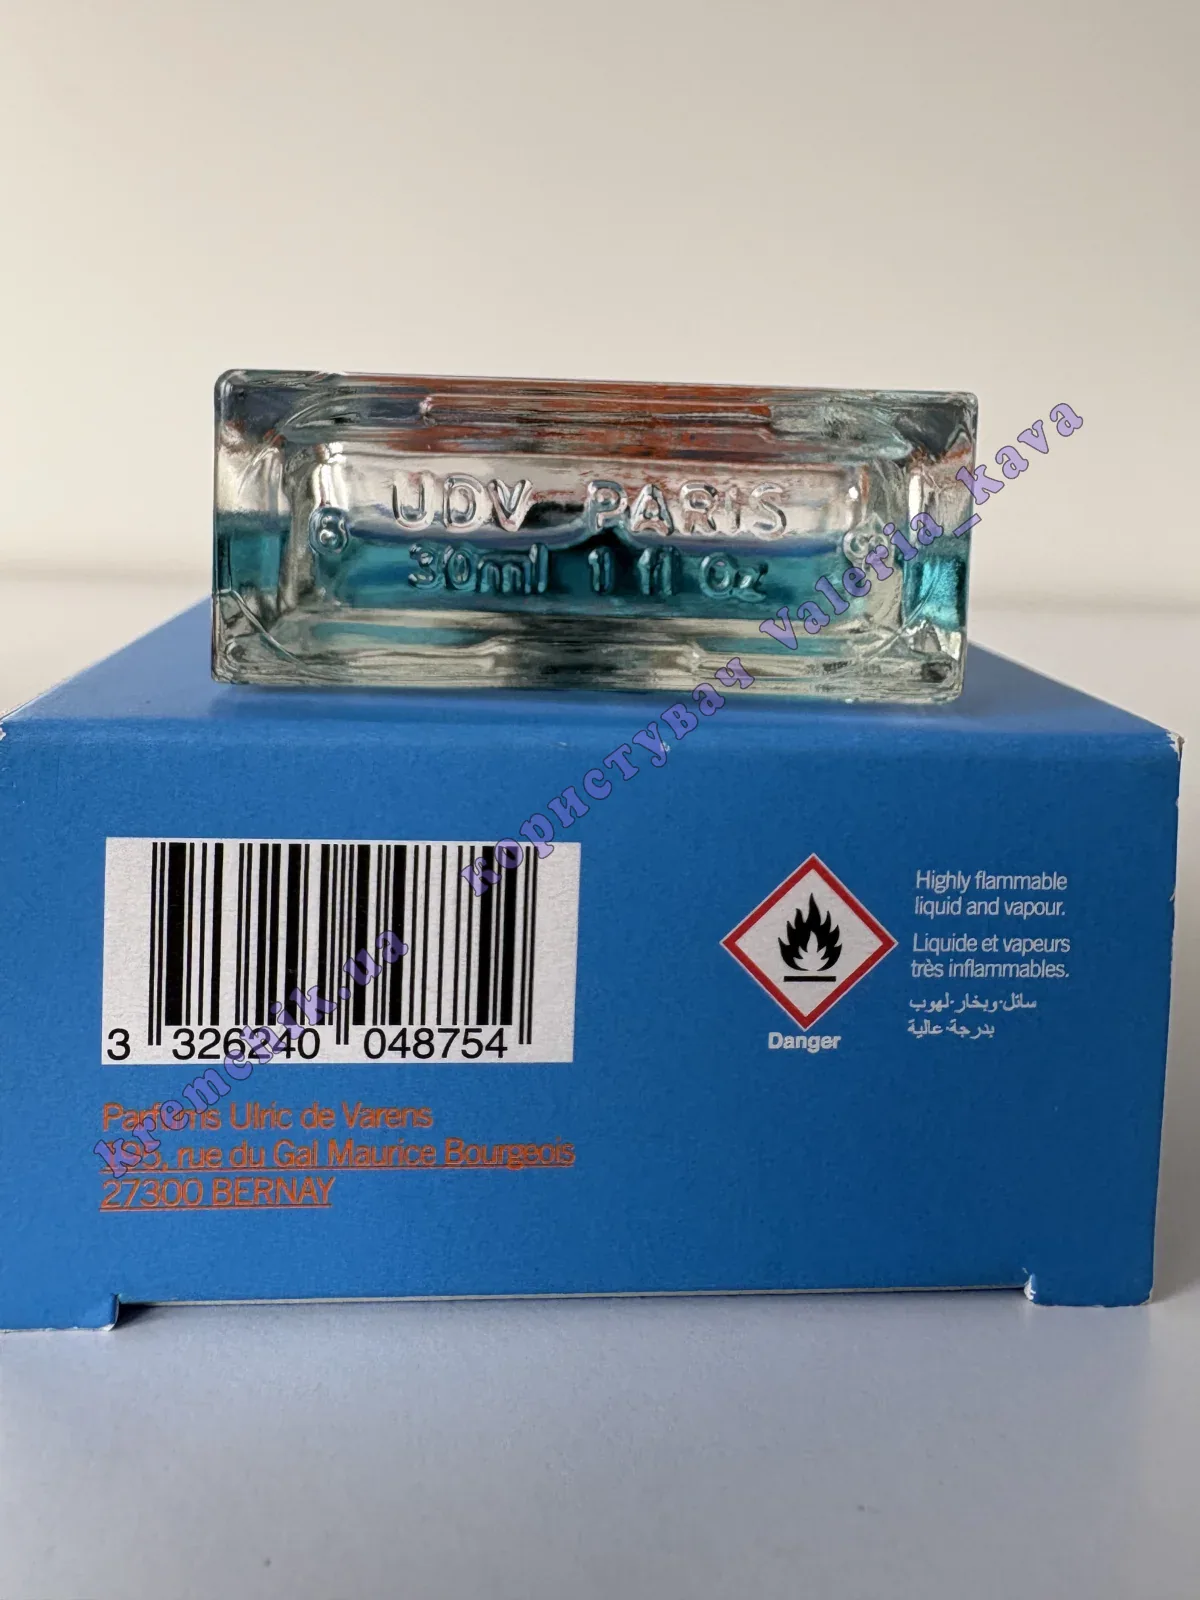 UDV PARIS
30ml 1 fl Oz
3 326240 048754
Parfums Ulric de Varens
195, rue du Gal Maurice Bourgeois
27300 BERNAY
Danger
Highly flammable
liquid and vapour.
Liquide et vapeurs
très inflammables.
سائل وبخار لهوب
بدرجة عالية
kremchik.ua
користувач Valeria_kava